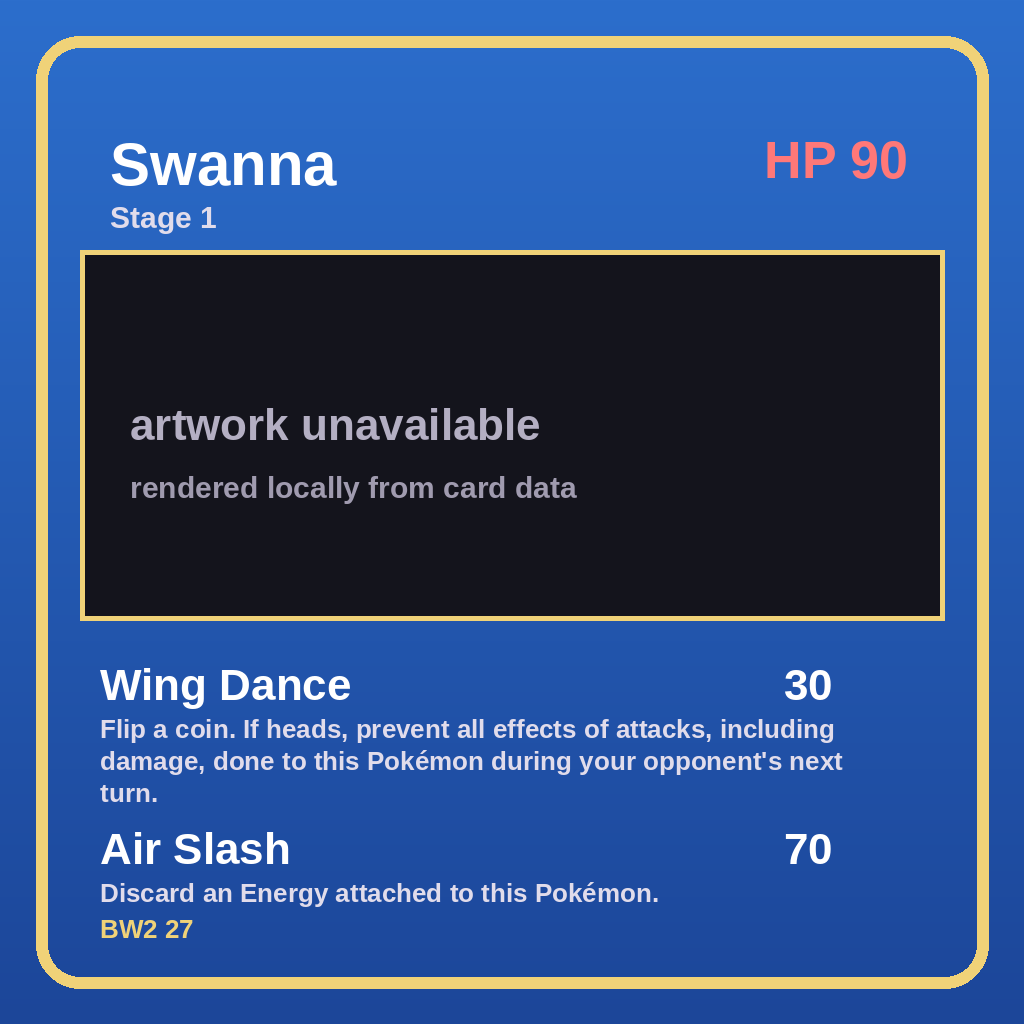 Swanna
HP 90
Stage 1
artwork unavailable
rendered locally from card data
Wing Dance
30
Flip a coin. If heads, prevent all effects of attacks, including
damage, done to this Pokémon during your opponent's next
turn.
Air Slash
70
Discard an Energy attached to this Pokémon.
BW2 27